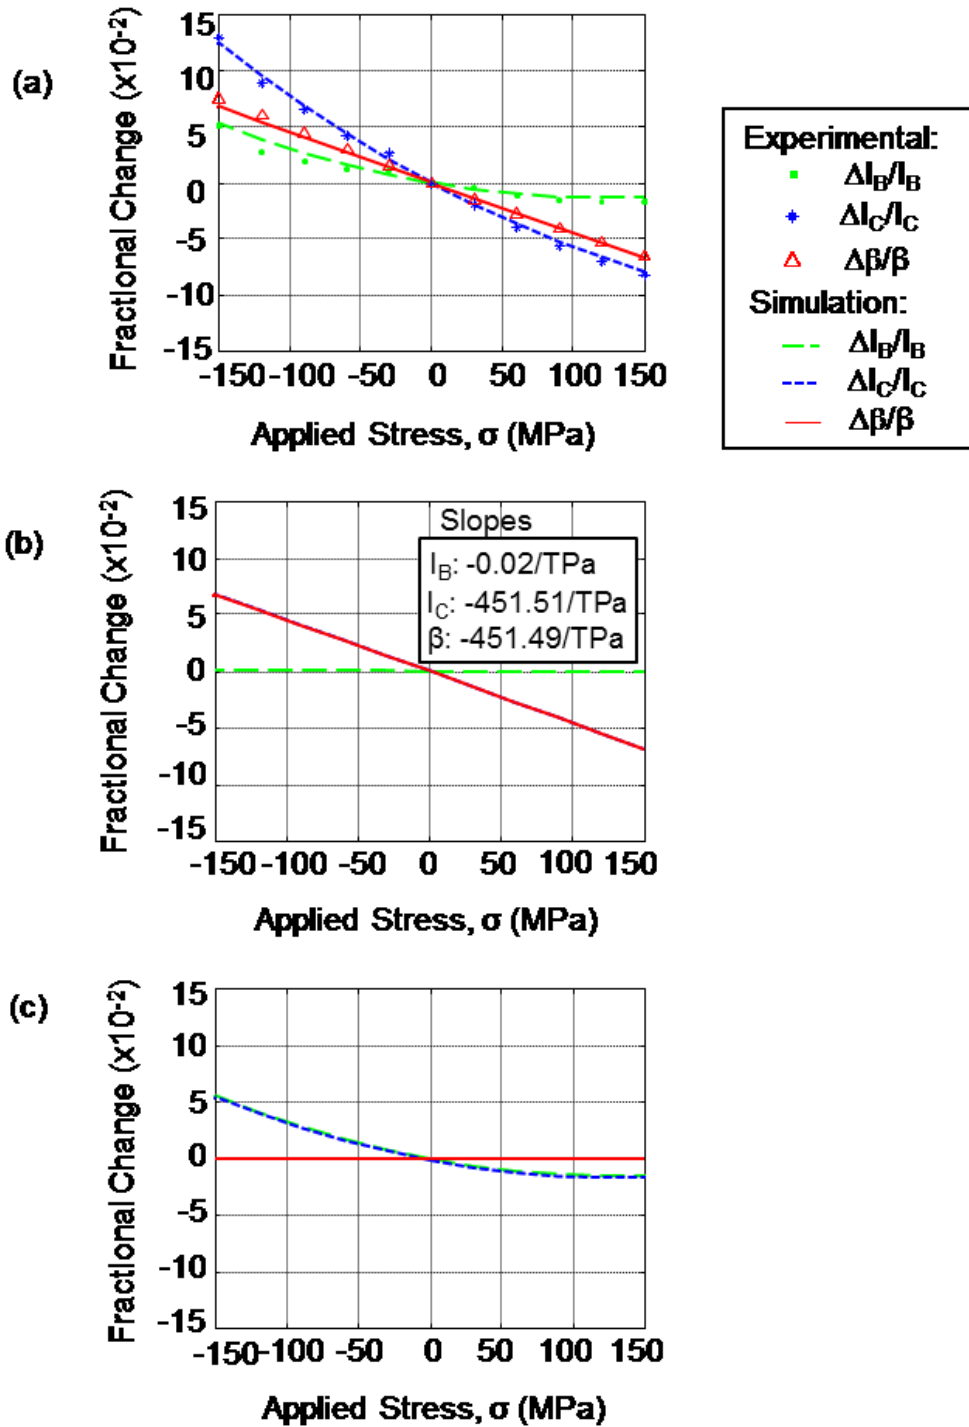 (a)
Fractional Change (x10-2)
15
10
5
0
-5
-10
-15
-150 -100 -50 0 50 100 150
Applied Stress, σ (MPa)
Experimental:
ΔIB/IB
ΔIC/IC
Δβ/β
Simulation:
ΔIB/IB
ΔIC/IC
Δβ/β
(b)
Fractional Change (x10-2)
15
10
5
0
-5
-10
-15
-150 -100 -50 0 50 100 150
Slopes
IB: -0.02/TPa
IC: -451.51/TPa
β: -451.49/TPa
Applied Stress, σ (MPa)
(c)
Fractional Change (x10-2)
15
10
5
0
-5
-10
-15
-150 -100 -50 0 50 100 150
Applied Stress, σ (MPa)